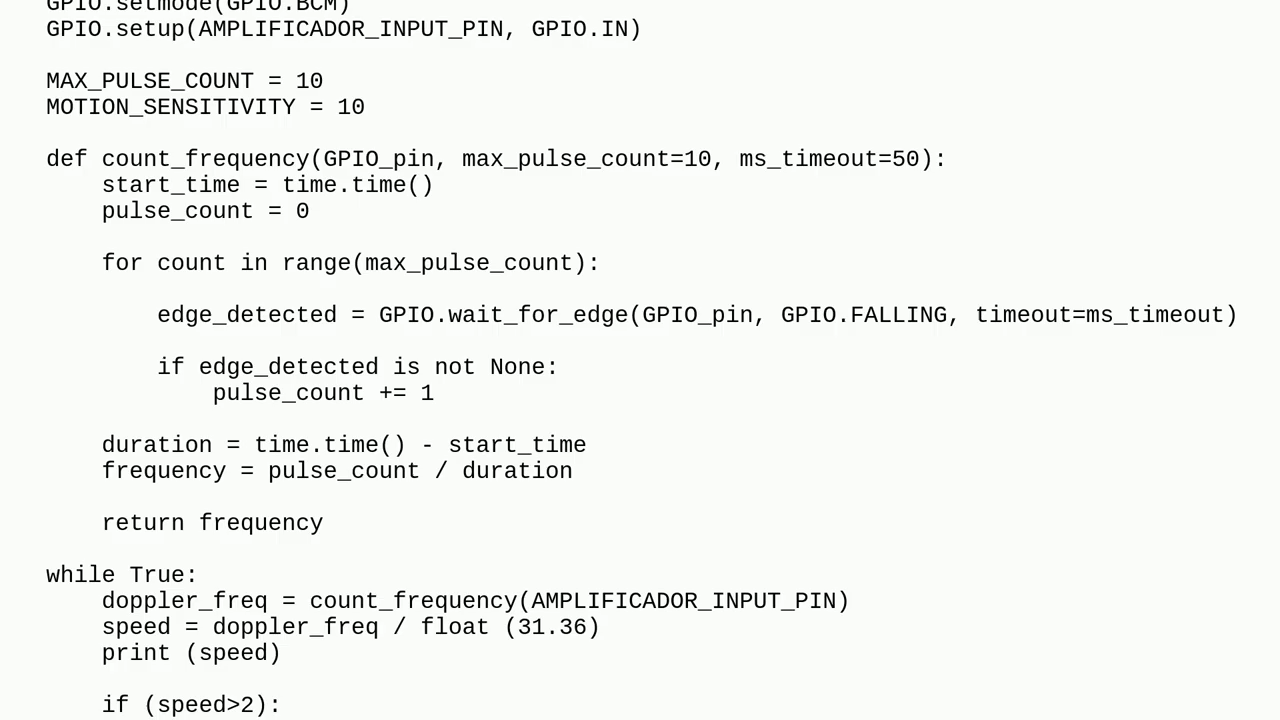 GPIO.setmode(GPIO.BCM)
GPIO.setup(AMPLIFICADOR_INPUT_PIN, GPIO.IN)
MAX_PULSE_COUNT = 10
MOTION_SENSITIVITY = 10
def count_frequency(GPIO_pin, max_pulse_count=10, ms_timeout=50):
    start_time = time.time()
    pulse_count = 0
    for count in range(max_pulse_count):
        edge_detected = GPIO.wait_for_edge(GPIO_pin, GPIO.FALLING, timeout=ms_timeout)
        if edge_detected is not None:
            pulse_count += 1
    duration = time.time() - start_time
    frequency = pulse_count / duration
    return frequency
while True:
    doppler_freq = count_frequency(AMPLIFICADOR_INPUT_PIN)
    speed = doppler_freq / float (31.36)
    print (speed)
    if (speed>2):